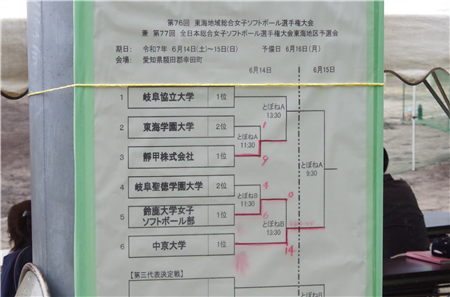 第76回 東海地域総合女子ソフトボール選手権大会
兼 第77回 全日本総合女子ソフトボール選手権大会東海地区予選会
期日: 令和7年 6月14日(土)~15日(日) 予備日 6月16日(月)
会場: 愛知県額田郡幸田町
6月14日 6月15日
1 岐阜協立大学 1位
とぼねA
13:30
2 東海学園大学 2位
とぼねA
11:30
1
3 靜甲株式会社 1位
9
とぼねA
9:30
4 岐阜聖徳学園大学 2位
とぼねB
11:30
4
0
5 鈴鹿大学女子
ソフトボール部 1位
6
とぼねB
13:30
6 中京大学 1位
14
【第三代表決定戦】
とぼねB